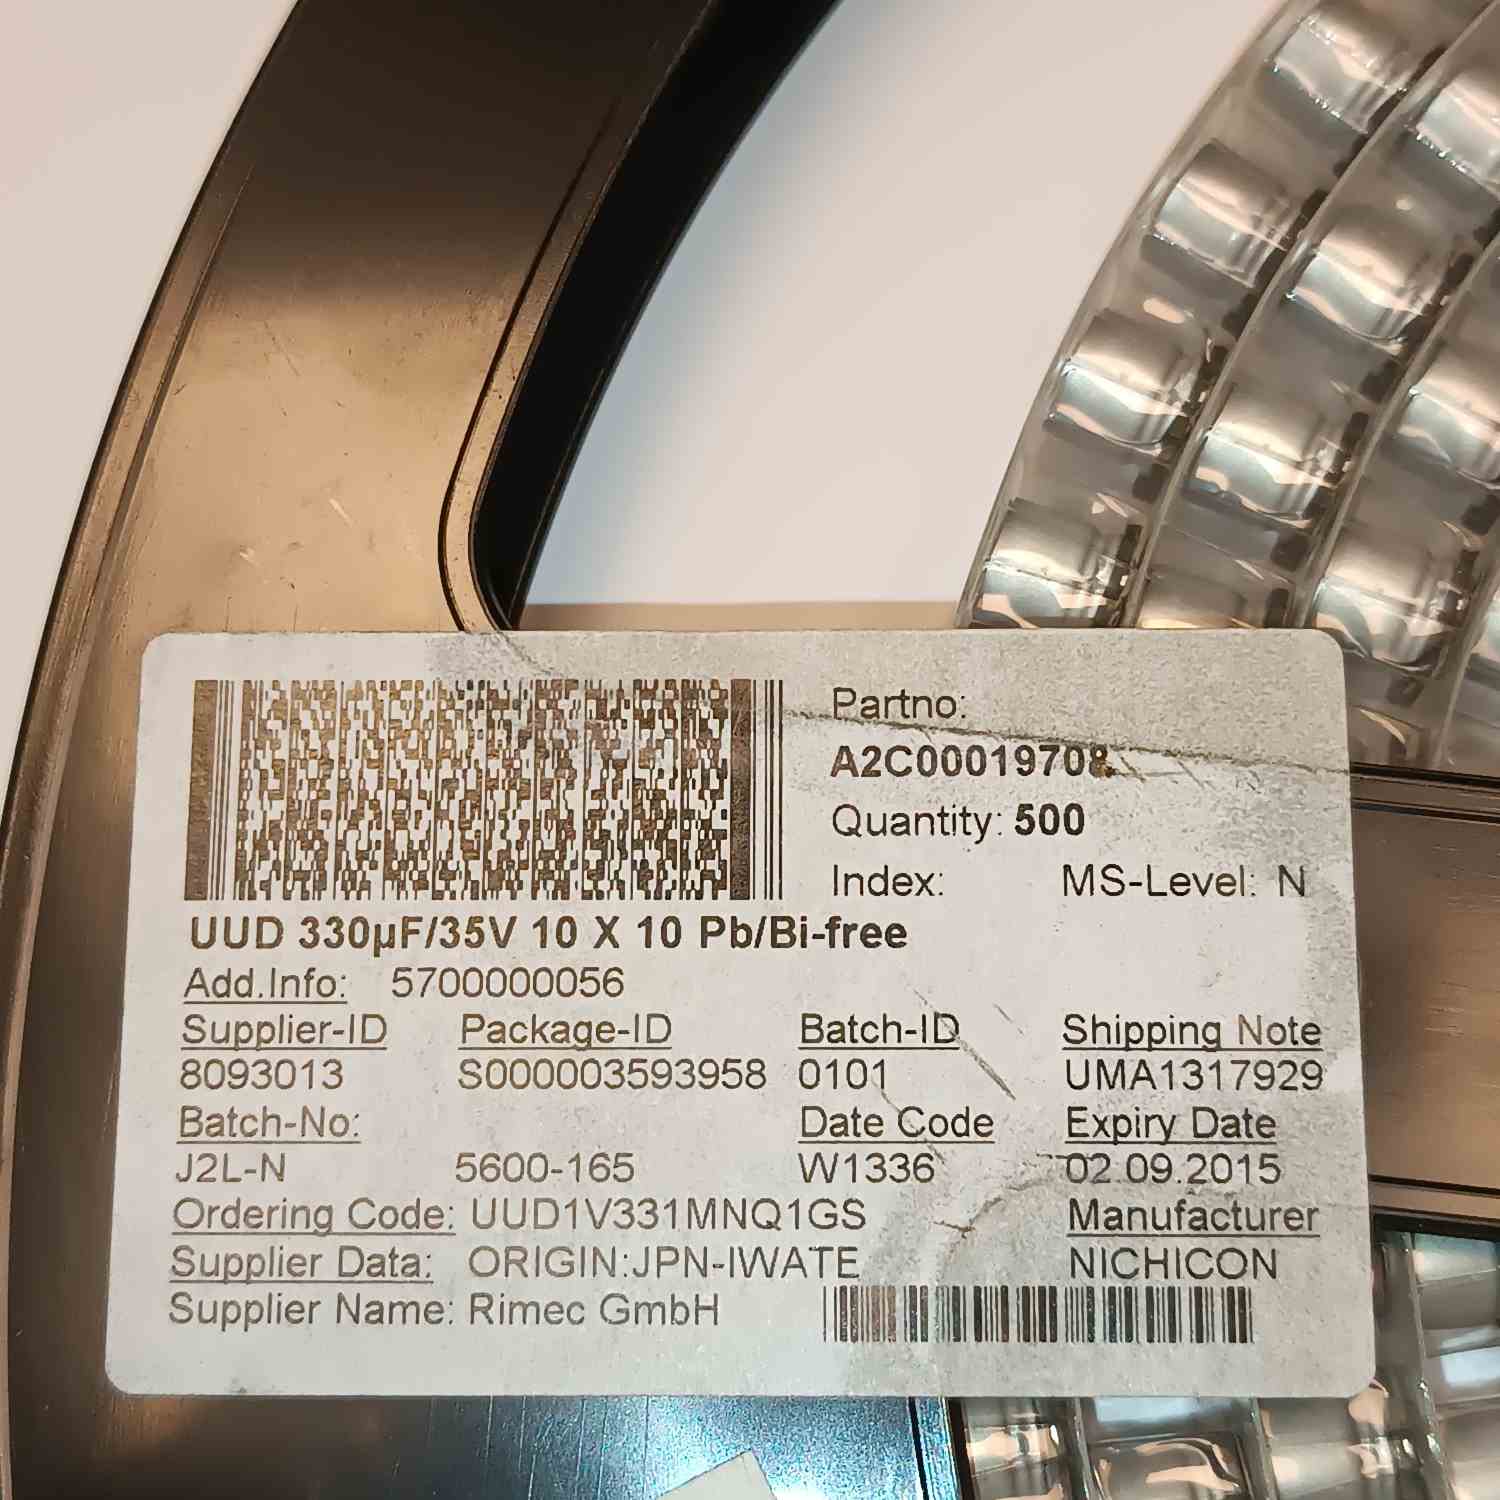 Partno:
A2C00019708
Quantity: 500
Index: MS-Level: N
UUD 330µF/35V 10 X 10 Pb/Bi-free
Add.Info: 5700000056
Supplier-ID Package-ID Batch-ID Shipping Note
8093013 S000003593958 0101 UMA1317929
Batch-No: Date Code Expiry Date
J2L-N 5600-165 W1336 02.09.2015
Ordering Code: UUD1V331MNQ1GS Manufacturer
Supplier Data: ORIGIN:JPN-IWATE NICHICON
Supplier Name: Rimec GmbH